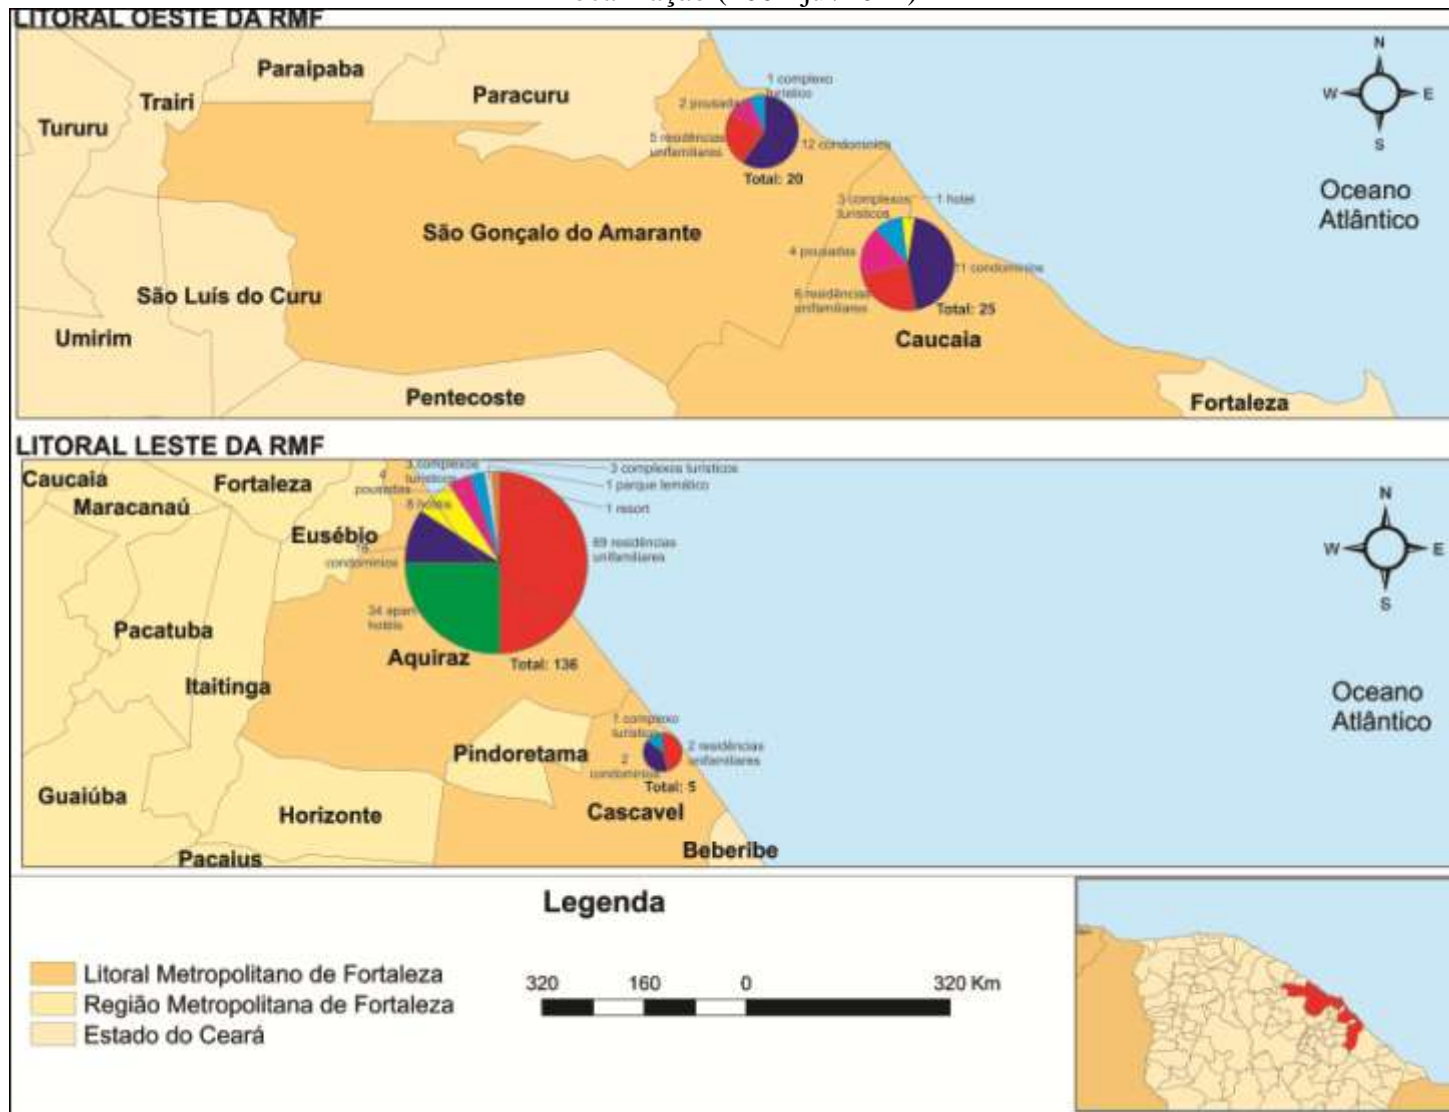 LITORAL OESTE DA RMF
Paraipaba
Trairi
Paracuru
Tururu
1 complexo
turístico
2 pousadas
5 residências
unifamiliares
12 condomínios
Total: 20
N
W
E
S
Oceano
Atlântico
São Gonçalo do Amarante
3 complexos
turísticos
1 hotel
4 pousadas
11 condomínios
6 residências
unifamiliares
Total: 25
São Luís do Curu
Umirim
Caucaia
Pentecoste
Fortaleza
LITORAL LESTE DA RMF
Caucaia
Maracanaú
Fortaleza
Eusébio
3 complexos
turísticos
4
pousadas
8 hotéis
condomínios
34 apart
hotéis
3 complexos turísticos
1 parque temático
1 resort
69 residências
unifamiliares
N
W
E
S
Pacatuba
Aquiraz
Total: 136
Itaitinga
Oceano
Atlântico
1 complexo
turístico
2 residências
unifamiliares
2
condomínios
Total: 5
Pindoretama
Guaiúba
Horizonte
Cascavel
Pacajus
Beberibe
Legenda
Litoral Metropolitano de Fortaleza
Região Metropolitana de Fortaleza
Estado do Ceará
320 160 0 320 Km